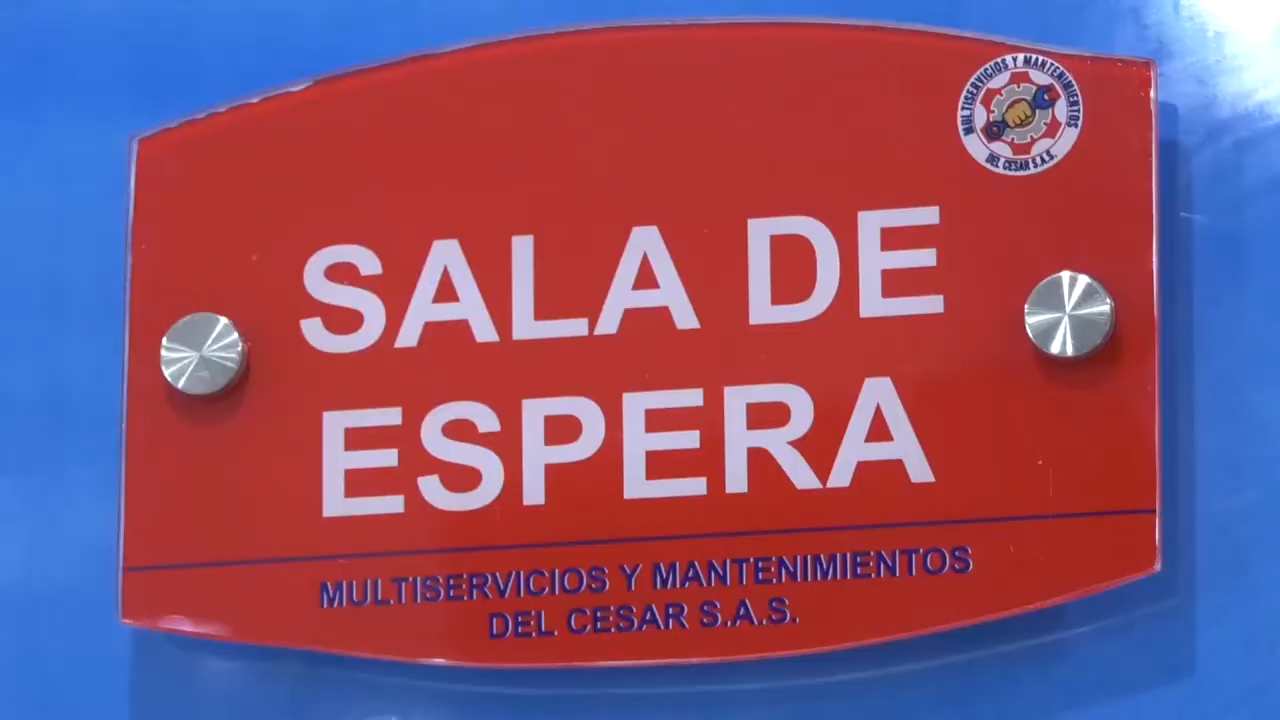 MULTISERVICIOS Y MANTENIMIENTOS
DEL CESAR S.A.S.
SALA DE
ESPERA
MULTISERVICIOS Y MANTENIMIENTOS
DEL CESAR S.A.S.